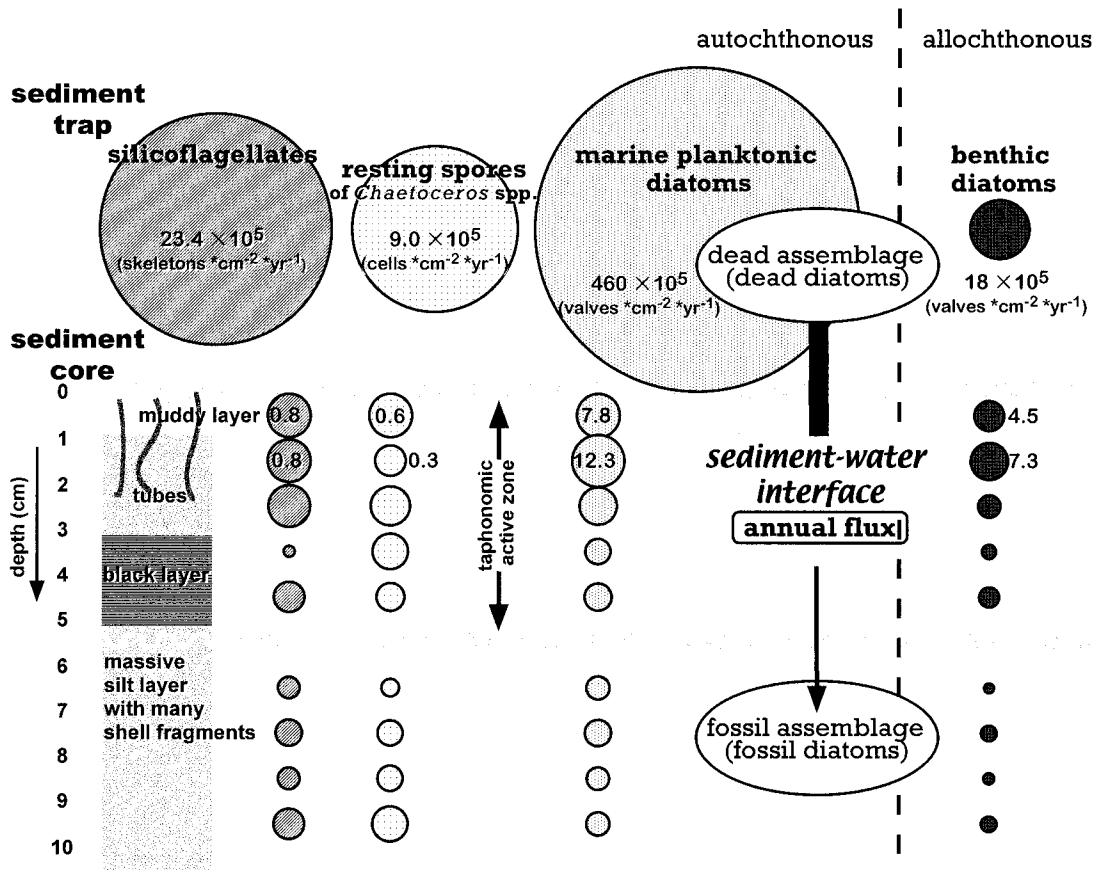 autochthonous
allochthonous
sediment
trap
silicoflagellates
23.4 ×10⁵
(skeletons *cm⁻² *yr⁻¹)
resting spores
of Chaetoceros spp.
9.0 ×10⁵
(cells *cm⁻² *yr⁻¹)
marine planktonic
diatoms
460 ×10⁵
(valves *cm⁻² *yr⁻¹)
dead assemblage
(dead diatoms)
benthic
diatoms
18 ×10⁵
(valves *cm⁻² *yr⁻¹)
sediment
core
depth (cm)
0
1
2
3
4
5
6
7
8
9
10
muddy layer
tubes
black layer
massive
silt layer
with many
shell fragments
0.8
0.8
0.6
0.3
taphonomic
active zone
7.8
12.3
sediment-water
interface
annual flux
fossil assemblage
(fossil diatoms)
4.5
7.3